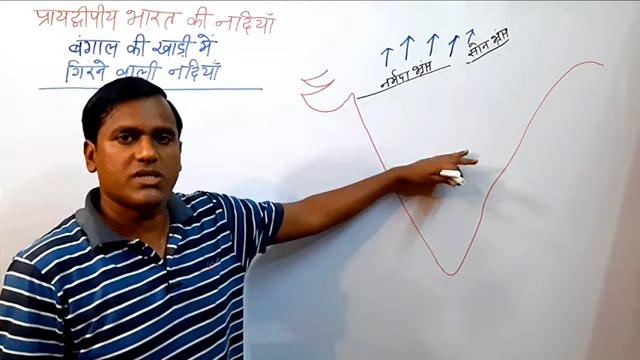 प्रायद्वीपीय भारत की नदियाँ
बंगाल की खाड़ी में
गिरने वाली नदियाँ
नर्मदा भ्रंस
सोन भ्रंस